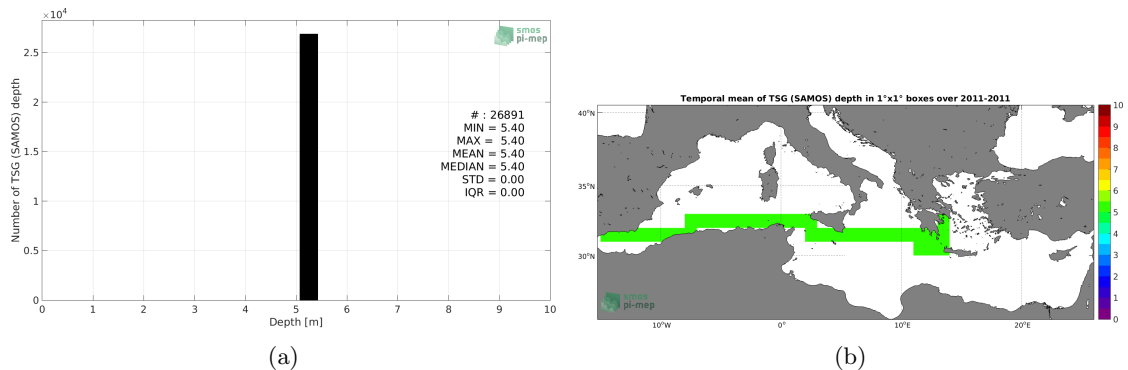 ×10⁴
smos
pi-mep
2.5
2
1.5
1
0.5
0
Number of TSG (SAMOS) depth
# : 26891
MIN = 5.40
MAX = 5.40
MEAN = 5.40
MEDIAN = 5.40
STD = 0.00
IQR = 0.00
0 1 2 3 4 5 6 7 8 9 10
Depth [m]
(a)
Temporal mean of TSG (SAMOS) depth in 1°x1° boxes over 2011-2011
40°N
35°N
30°N
10°W 0° 10°E 20°E
smos
pi-mep
10
9
8
7
6
5
4
3
2
1
0
(b)